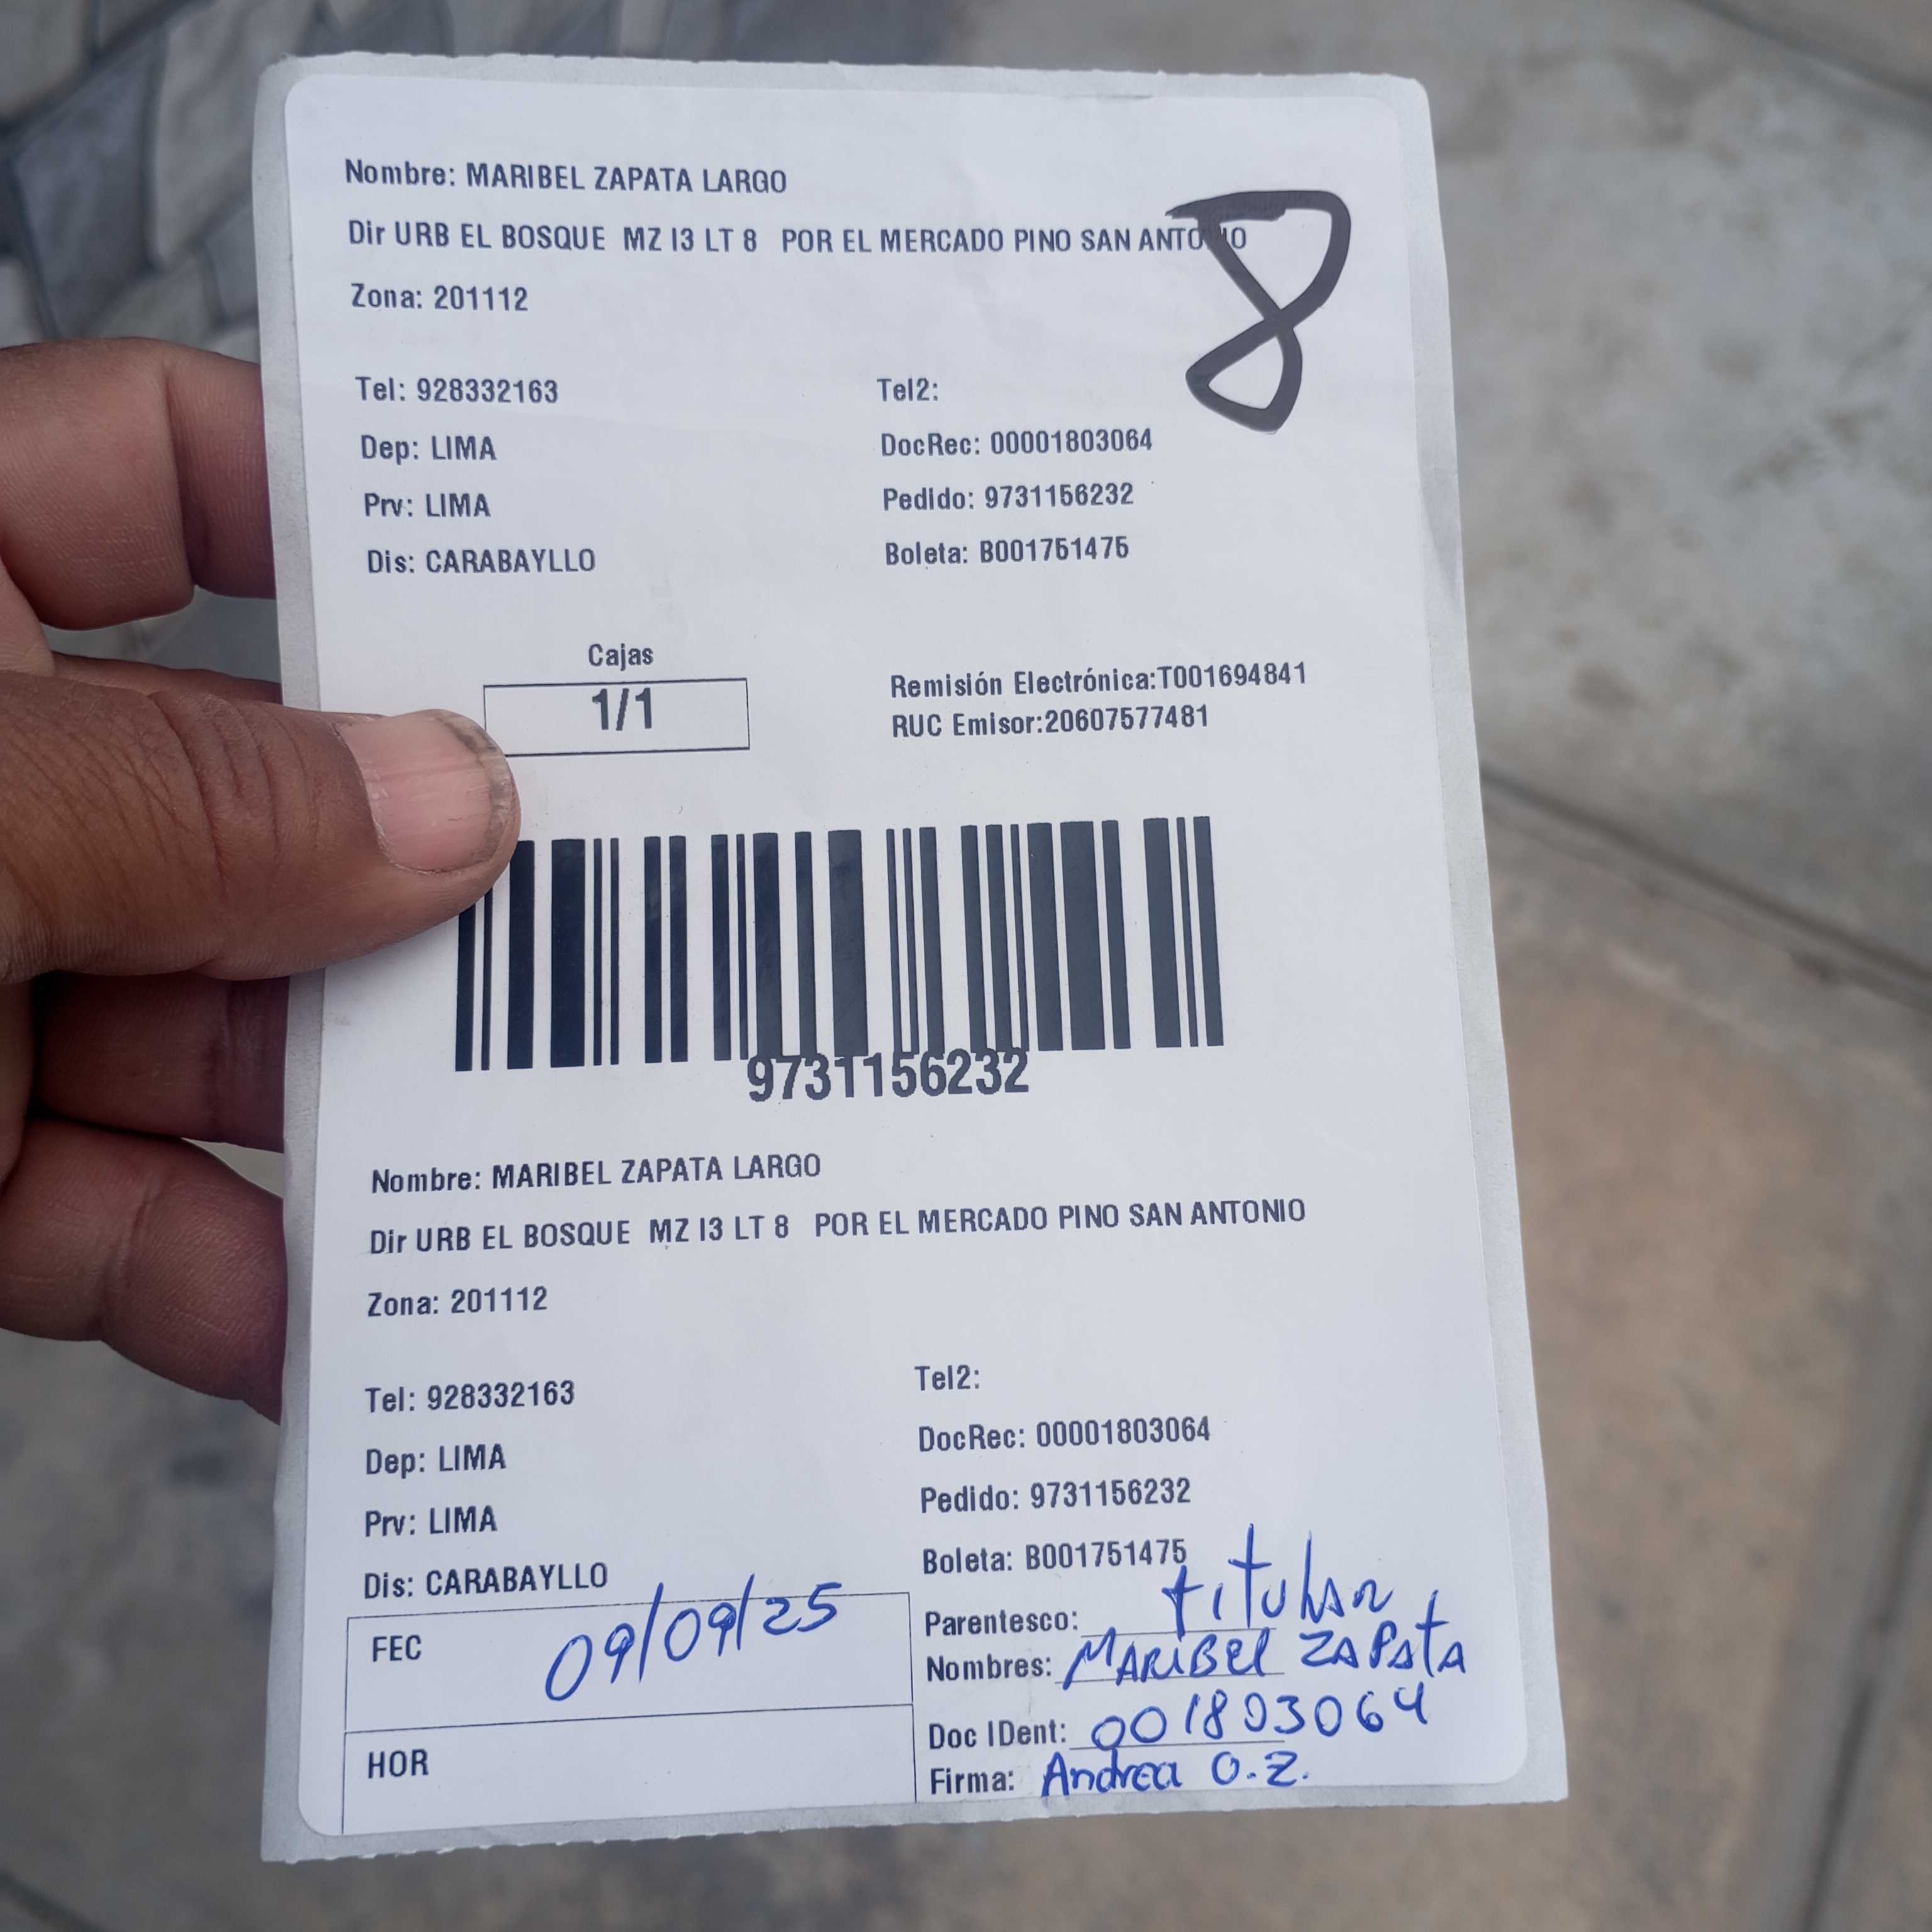 Nombre: MARIBEL ZAPATA LARGO
Dir URB EL BOSQUE MZ I3 LT 8 POR EL MERCADO PINO SAN ANTONIO
8
Zona: 201112
Tel: 928332163 Tel2:
Dep: LIMA DocRec: 00001803064
Prv: LIMA Pedido: 9731156232
Dis: CARABAYLLO Boleta: B001751475
Cajas
1/1
Remisión Electrónica:T001694841
RUC Emisor:20607577481
9731156232
Nombre: MARIBEL ZAPATA LARGO
Dir URB EL BOSQUE MZ I3 LT 8 POR EL MERCADO PINO SAN ANTONIO
Zona: 201112
Tel: 928332163 Tel2:
Dep: LIMA DocRec: 00001803064
Prv: LIMA Pedido: 9731156232
Dis: CARABAYLLO Boleta: B001751475
FEC 09/09/25
HOR
Parentesco: titular
Nombres: MARIBEL ZAPATA
Doc IDent: 001803064
Firma: Andrea O.Z.